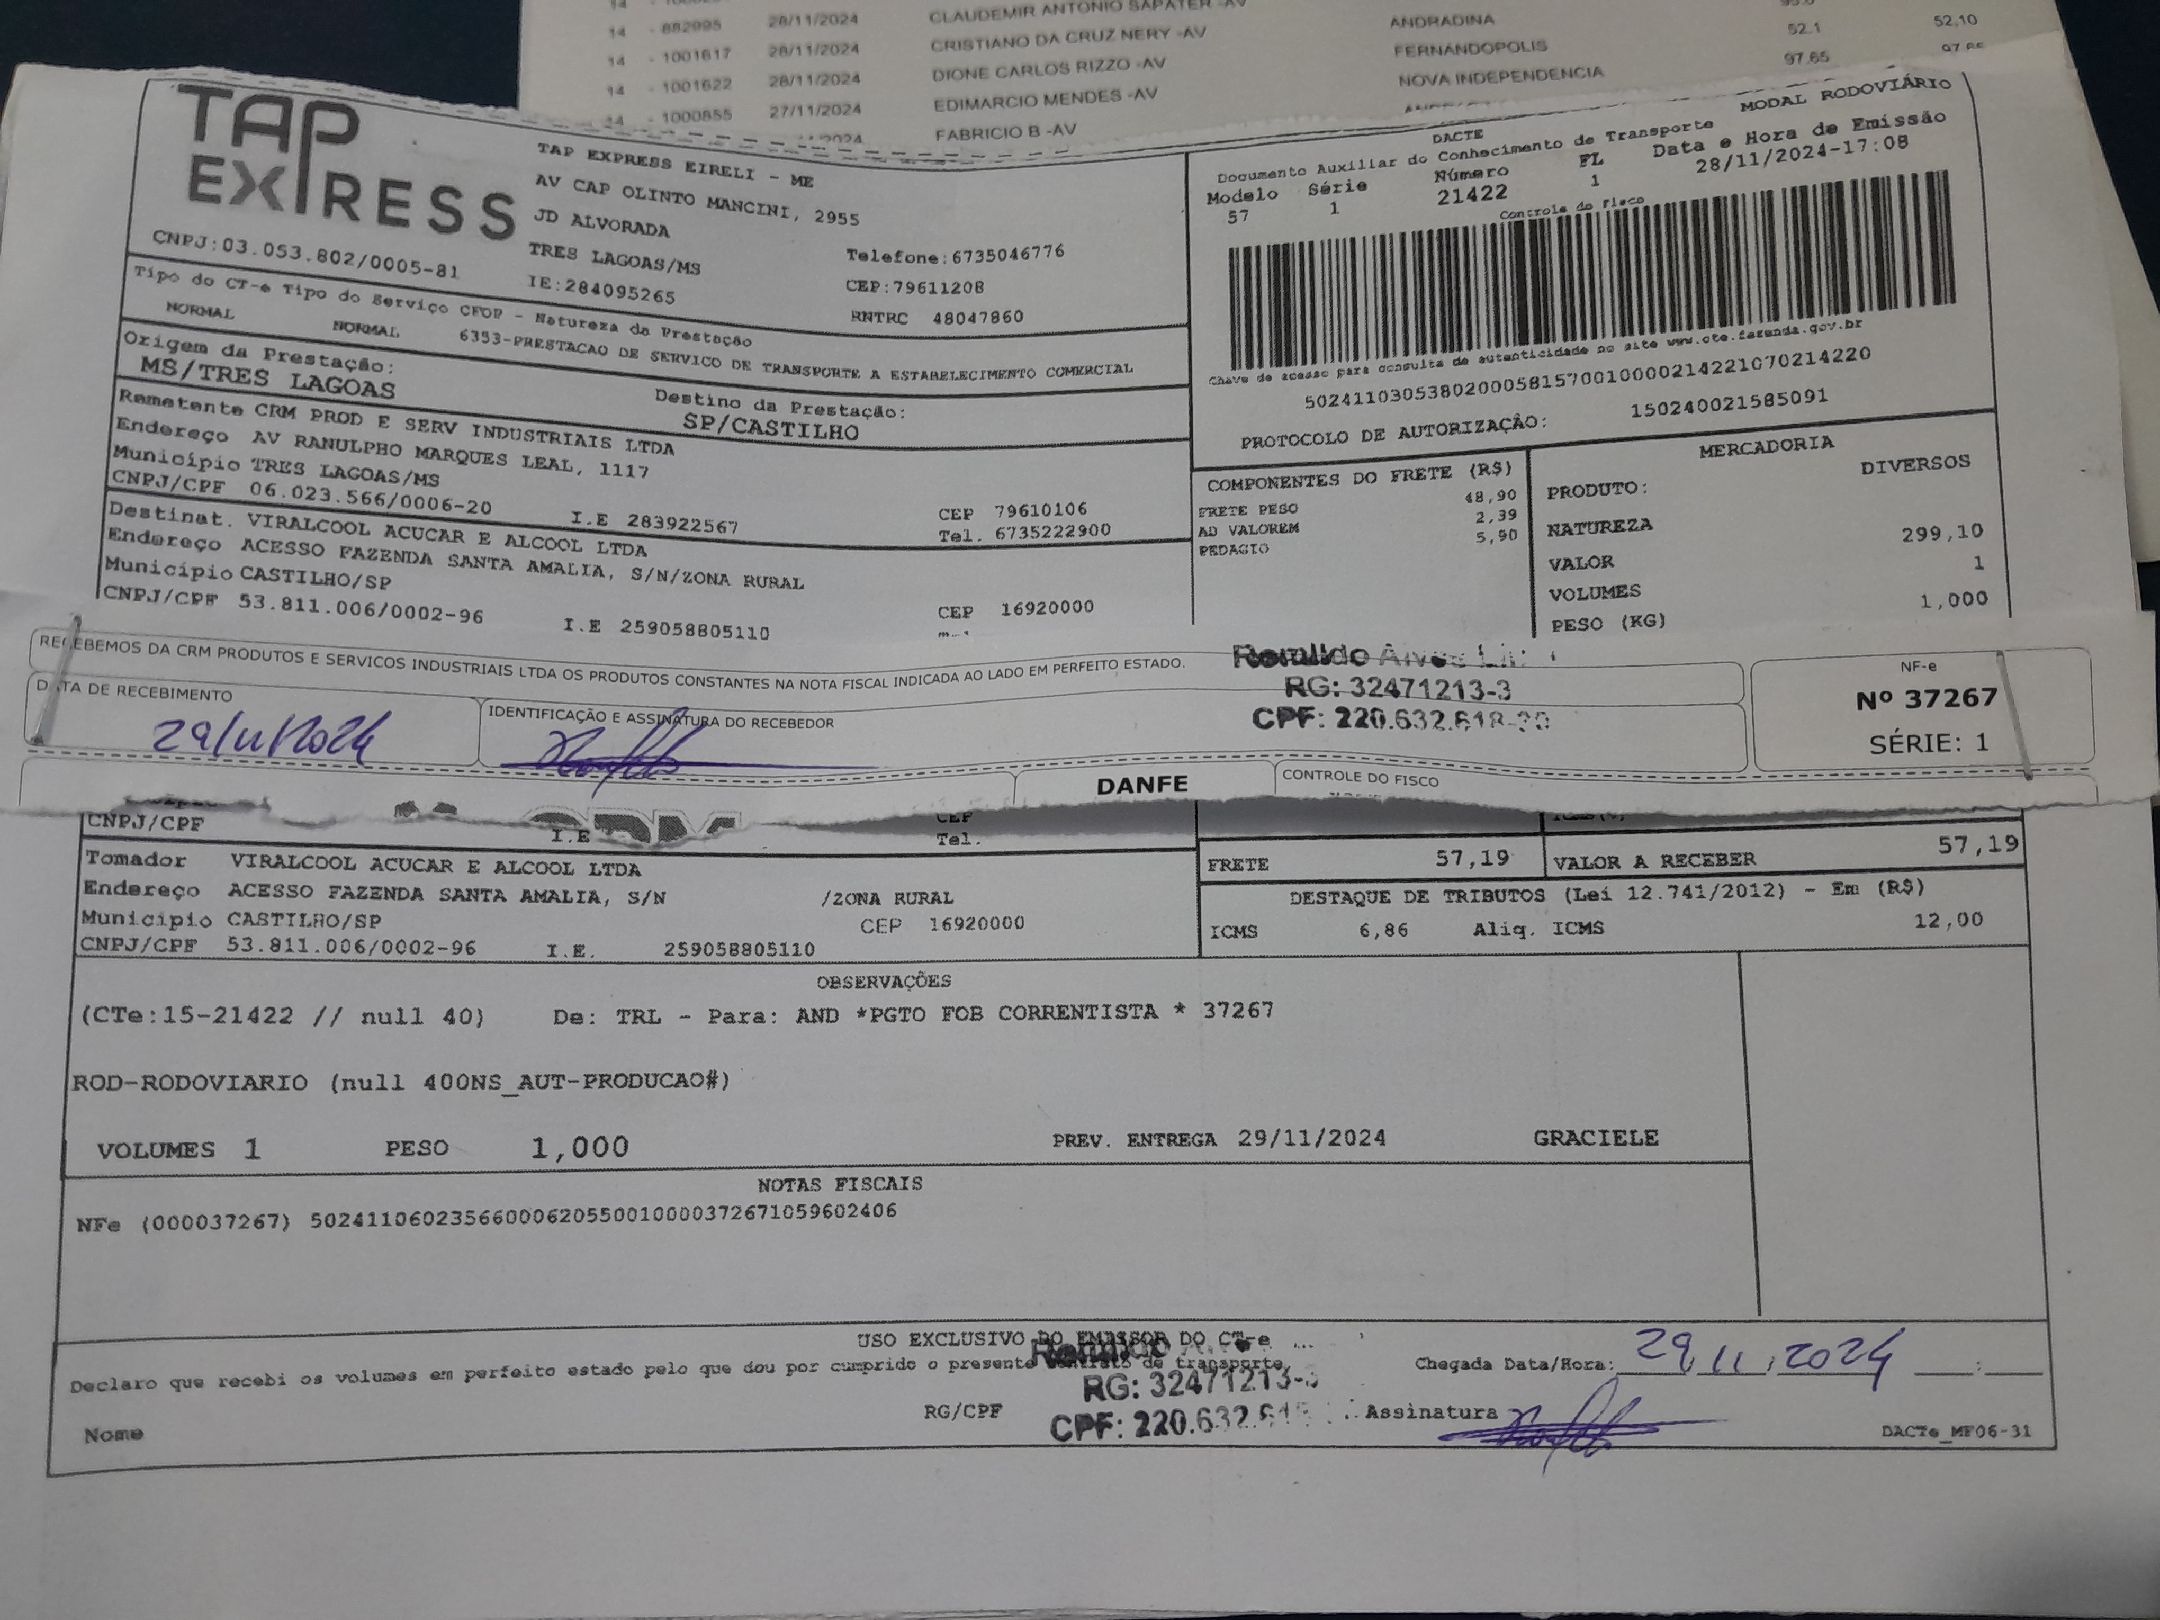 14 - 882995 28/11/2024 CLAUDEMIR ANTONIO SAPATER -AV ANDRADINA 52.1 52,10
14 - 1001617 28/11/2024 CRISTIANO DA CRUZ NERY -AV FERNANDOPOLIS 97.65
14 - 1001622 28/11/2024 DIONE CARLOS RIZZO -AV NOVA INDEPENDENCIA
14 - 1000855 27/11/2024 EDIMARCIO MENDES -AV
FABRICIO B -AV
TAP EXPRESS
CNPJ:03.053.802/0005-81
TAP EXPRESS EIRELI - ME
AV CAP OLINTO MANCINI, 2955
JD ALVORADA
TRES LAGOAS/MS
IE:284095265
Telefone:6735046776
CEP:79611208
RNTRC 48047860
MODAL RODOVIÁRIO
DACTE
Documento Auxiliar do Conhecimento de Transporte
Modelo Série Número FL Data e Hora de Emissão
57 1 21422 1 28/11/2024-17:08
Controle do Fisco
Chave de acesso para consulta de autenticidade no site www.cte.fazenda.gov.br
50241103053802000581570010000214221070214220
PROTOCOLO DE AUTORIZAÇÃO: 150240021585091
Tipo do CT-e Tipo do Serviço CFOP - Natureza da Prestação
NORMAL NORMAL 6353-PRESTACAO DE SERVICO DE TRANSPORTE A ESTABELECIMENTO COMERCIAL
Origem da Prestação: Destino da Prestação:
MS/TRES LAGOAS SP/CASTILHO
Remetente CRM PROD E SERV INDUSTRIAIS LTDA
Endereço AV RANULPHO MARQUES LEAL, 1117
Município TRES LAGOAS/MS CEP 79610106
CNPJ/CPF 06.023.566/0006-20 I.E 283922567 Tel. 6735222900
Destinat. VIRALCOOL ACUCAR E ALCOOL LTDA
Endereço ACESSO FAZENDA SANTA AMALIA, S/N/ZONA RURAL
Município CASTILHO/SP CEP 16920000
CNPJ/CPF 53.811.006/0002-96 I.E 259058805110
COMPONENTES DO FRETE (R$)
FRETE PESO 48,90
AD VALOREM 2,39
PEDAGIO 5,90
MERCADORIA
PRODUTO: DIVERSOS
NATUREZA
VALOR 299,10
VOLUMES 1
PESO (KG) 1,000
RECEBEMOS DA CRM PRODUTOS E SERVICOS INDUSTRIAIS LTDA OS PRODUTOS CONSTANTES NA NOTA FISCAL INDICADA AO LADO EM PERFEITO ESTADO.
DATA DE RECEBIMENTO
29/11/2024
IDENTIFICAÇÃO E ASSINATURA DO RECEBEDOR
Ronildo Alves
RG: 32471213-3
CPF: 220.632.618-
NF-e
Nº 37267
SÉRIE: 1
DANFE
CONTROLE DO FISCO
CNPJ/CPF I.E CEP
Tel.
Tomador VIRALCOOL ACUCAR E ALCOOL LTDA
Endereço ACESSO FAZENDA SANTA AMALIA, S/N /ZONA RURAL
Município CASTILHO/SP CEP 16920000
CNPJ/CPF 53.811.006/0002-96 I.E. 259058805110
FRETE 57,19 VALOR A RECEBER 57,19
DESTAQUE DE TRIBUTOS (Lei 12.741/2012) - Em (R$)
ICMS 6,86 Aliq. ICMS 12,00
OBSERVAÇÕES
(CTe:15-21422 // null 40) De: TRL - Para: AND *PGTO FOB CORRENTISTA * 37267
ROD-RODOVIARIO (null 400NS_AUT-PRODUCAO#)
VOLUMES 1 PESO 1,000 PREV. ENTREGA 29/11/2024 GRACIELE
NOTAS FISCAIS
NFe (000037267) 50241106023566000620550010000372671059602406
USO EXCLUSIVO DO EMISSOR DO CT-e
Declaro que recebi os volumes em perfeito estado pelo que dou por cumprido o presente contrato de transporte.
Chegada Data/Hora: 29/11/2024
RG: 32471213-3
CPF: 220.632.618
Nome RG/CPF Assinatura
DACTe_MF06-31